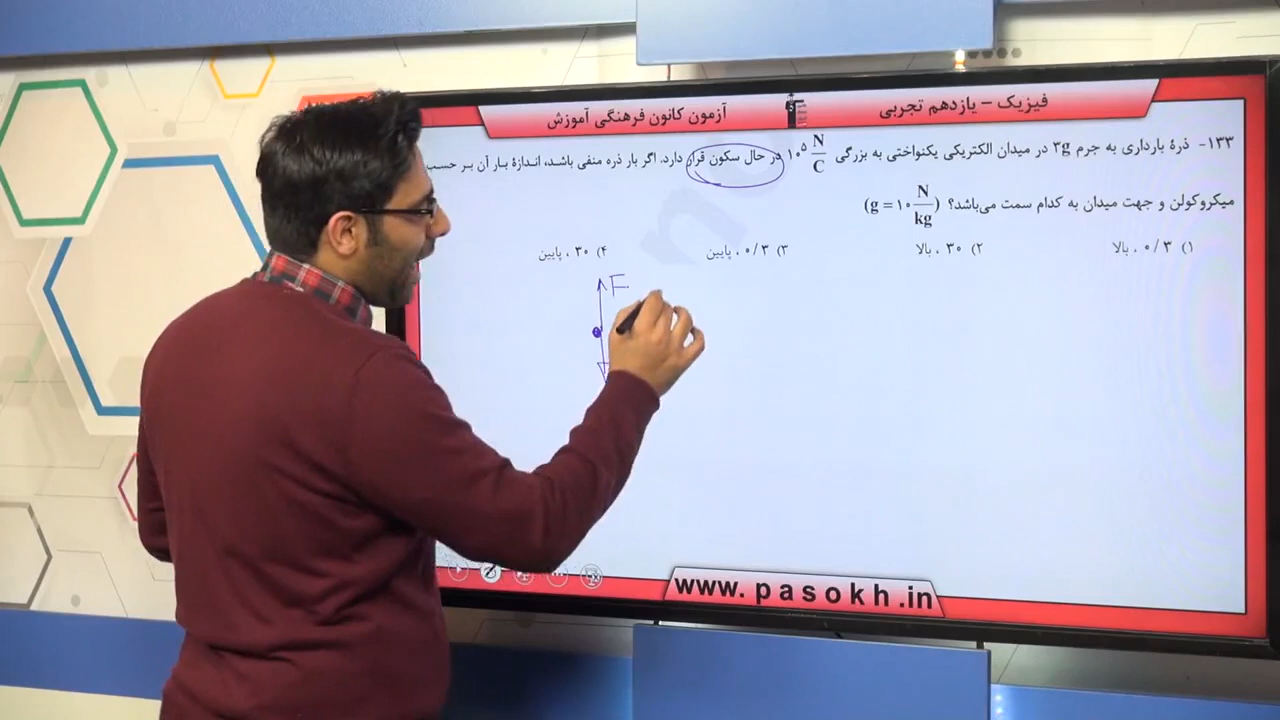 فیزیک – یازدهم تجربی
آزمون کانون فرهنگی آموزش
۱۳۳- ذرهٔ بارداری به جرم ۳g در میدان الکتریکی یکنواختی به بزرگی ۱۰⁵ N/C در حال سکون قرار دارد. اگر بار ذره منفی باشد، اندازهٔ بار آن بر حسب
میکروکولن و جهت میدان به کدام سمت می‌باشد؟ (g = ۱۰ N/kg)
۱) ۰/۳ ، بالا ۲) ۳۰ ، بالا ۳) ۰/۳ ، پایین ۴) ۳۰ ، پایین
F
www.pasokh.in